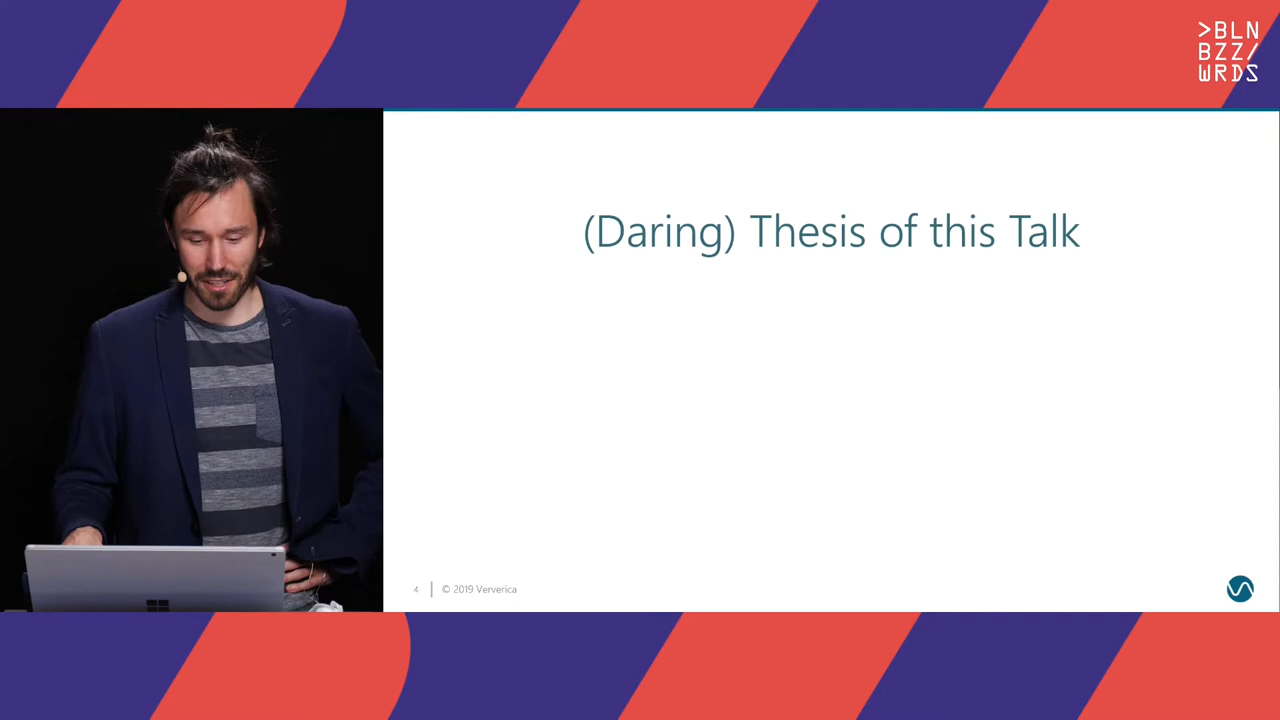 >BLN
BZZ/
WRDS
(Daring) Thesis of this Talk
4
© 2019 Ververica